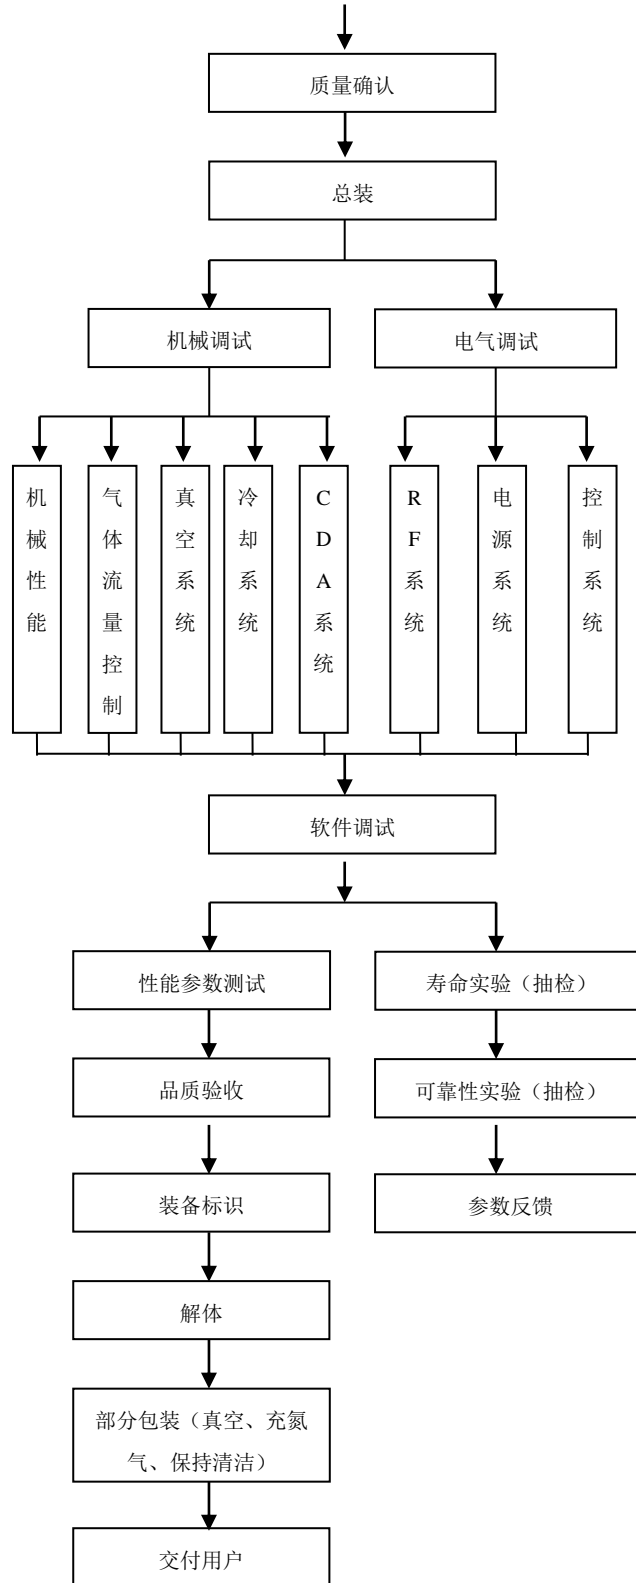 质量确认
总装
机械调试
电气调试
机械性能
气体流量控制
真空系统
冷却系统
CDA系统
RF系统
电源系统
控制系统
软件调试
性能参数测试
寿命实验（抽检）
品质验收
可靠性实验（抽检）
装备标识
参数反馈
解体
部分包装（真空、充氮
气、保持清洁）
交付用户